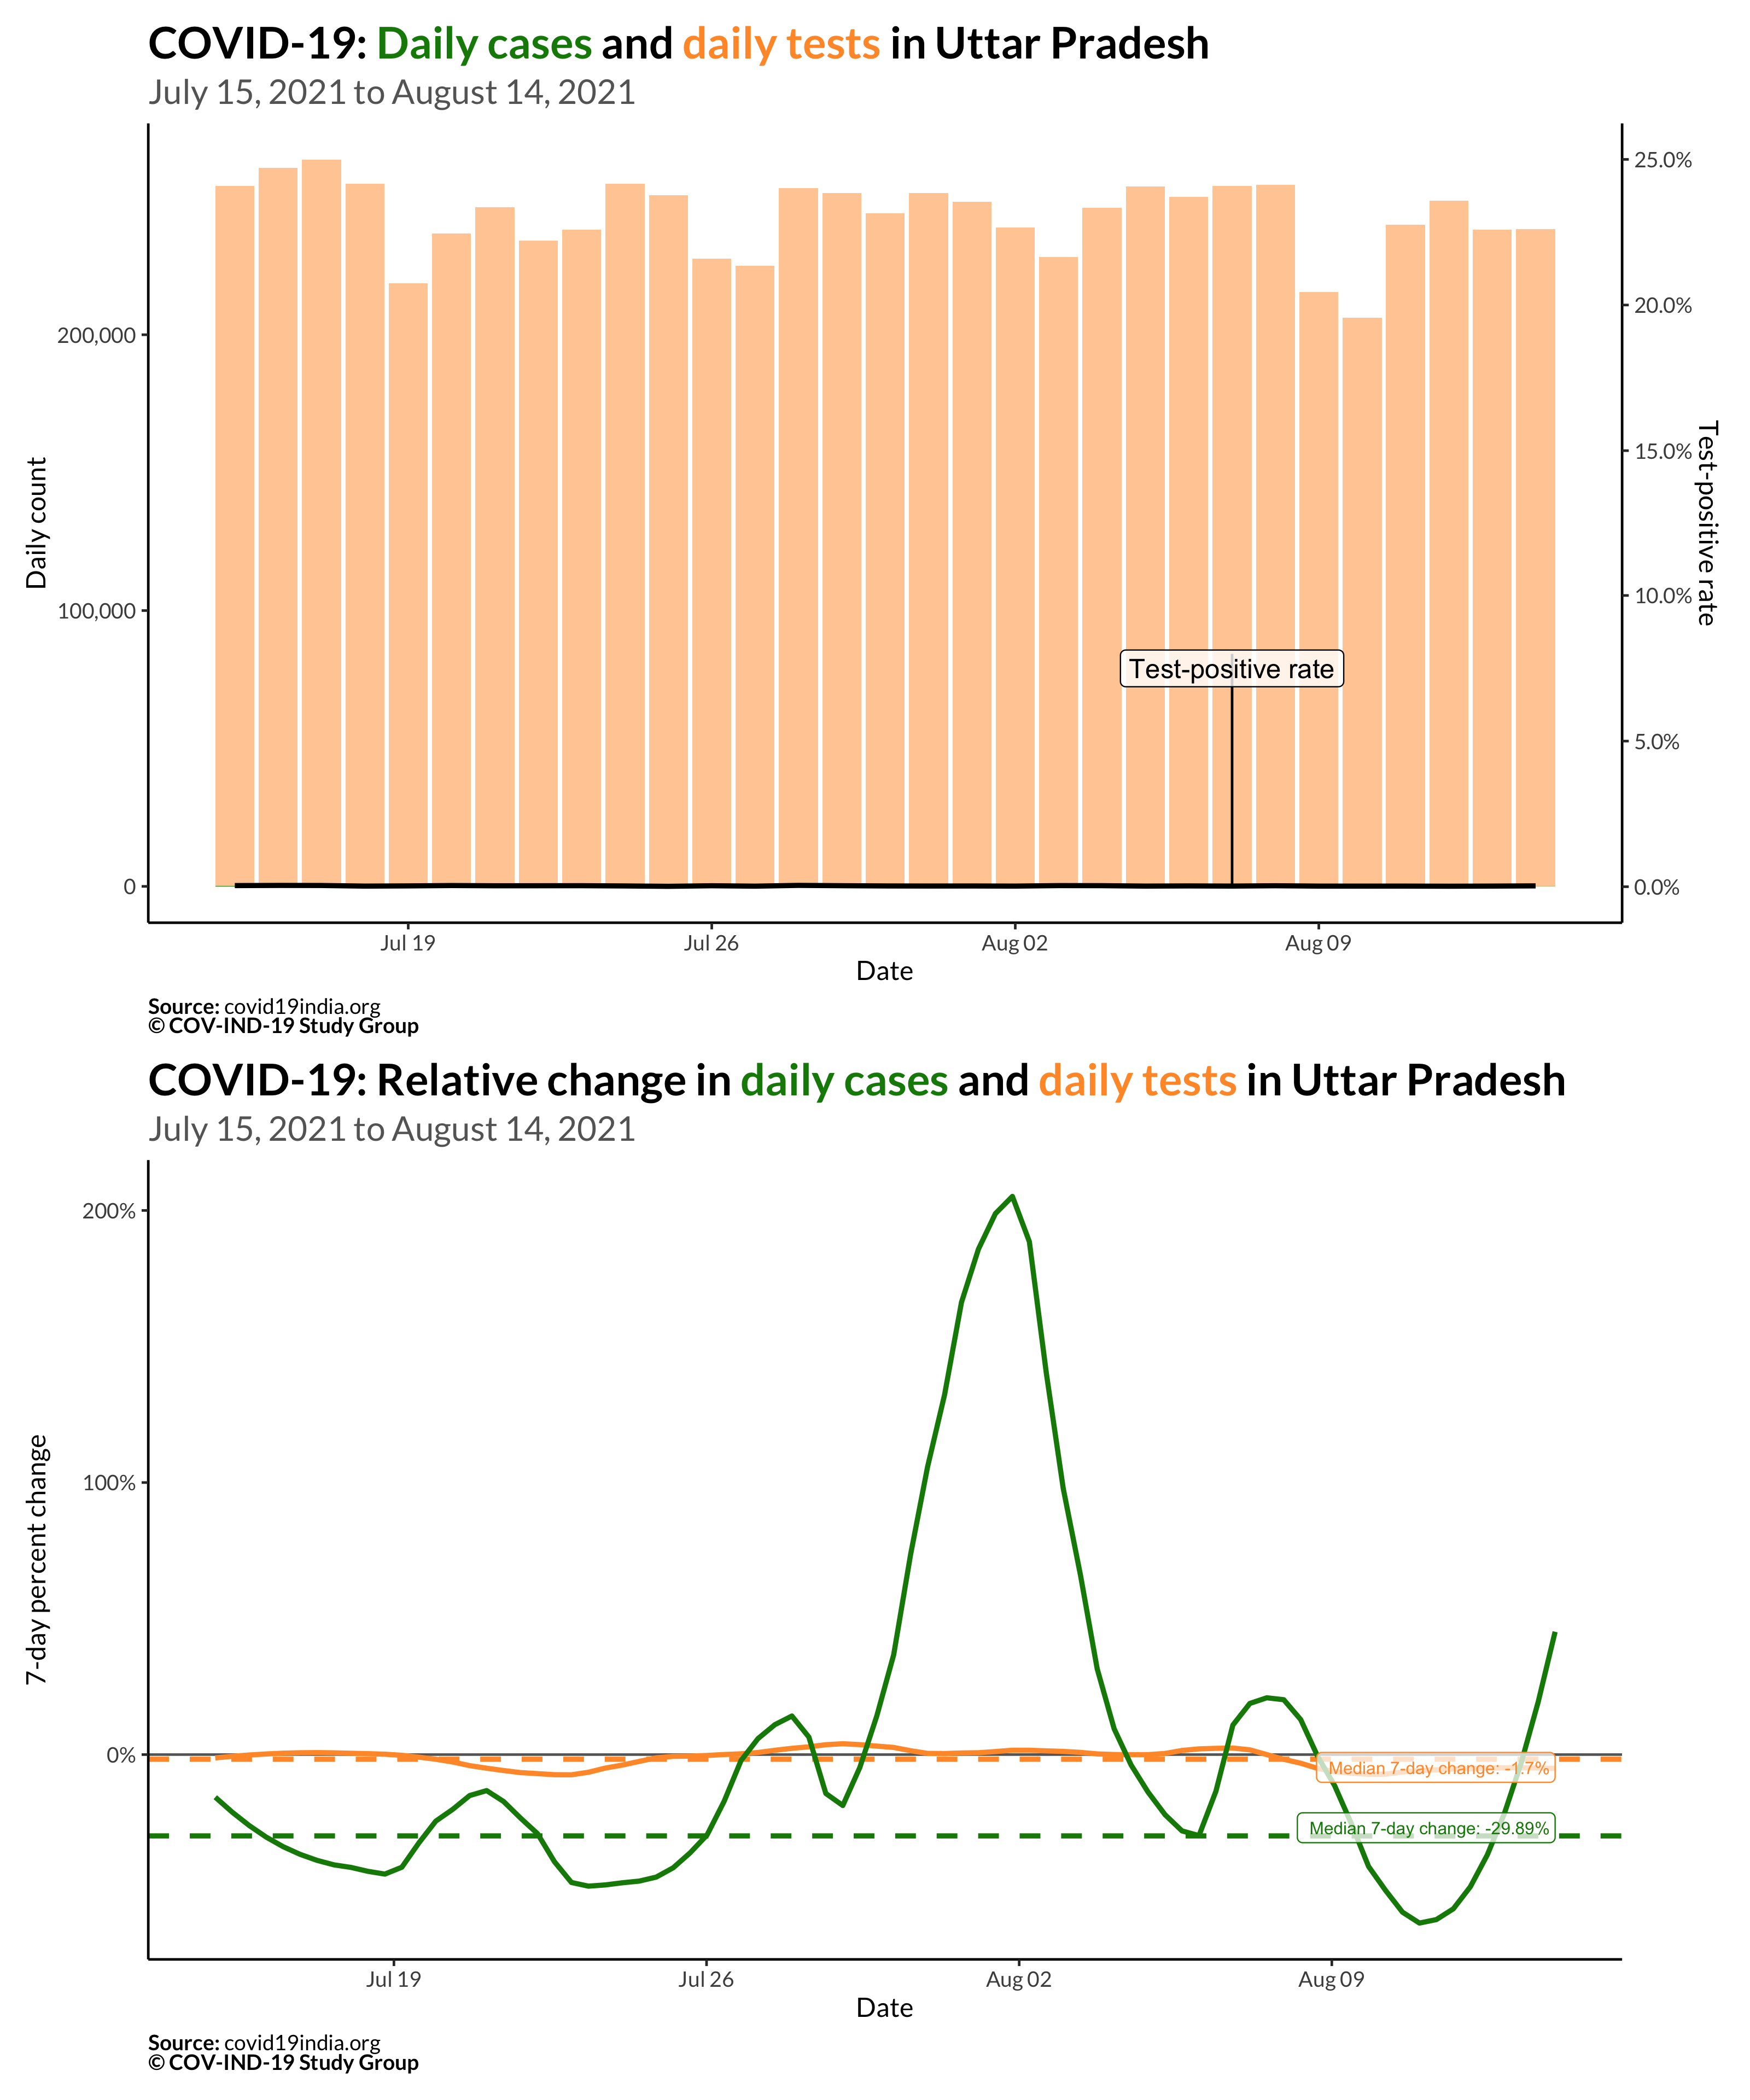 COVID-19: Daily cases and daily tests in Uttar Pradesh
July 15, 2021 to August 14, 2021
25.0%
20.0%
200,000
15.0%
Test-positive rate
Daily count
10.0%
100,000
Test-positive rate
5.0%
0
0.0%
Jul 19
Jul 26
Aug 02
Aug 09
Date
Source: covid19india.org
© COV-IND-19 Study Group
COVID-19: Relative change in daily cases and daily tests in Uttar Pradesh
July 15, 2021 to August 14, 2021
200%
100%
7-day percent change
0%
Median 7-day change: -1.7%
Median 7-day change: -29.89%
Jul 19
Jul 26
Aug 02
Aug 09
Date
Source: covid19india.org
© COV-IND-19 Study Group